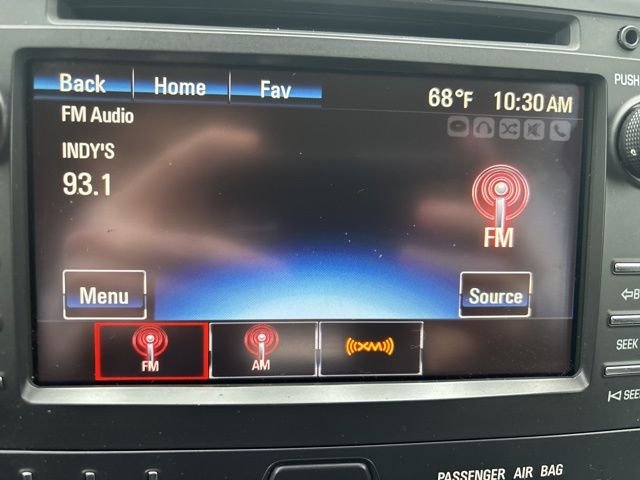 Back Home Fav
68°F 10:30 AM
FM Audio
INDY'S
93.1
FM
Menu Source
FM AM XM
PUSH
SEEK
PASSENGER AIR BAG